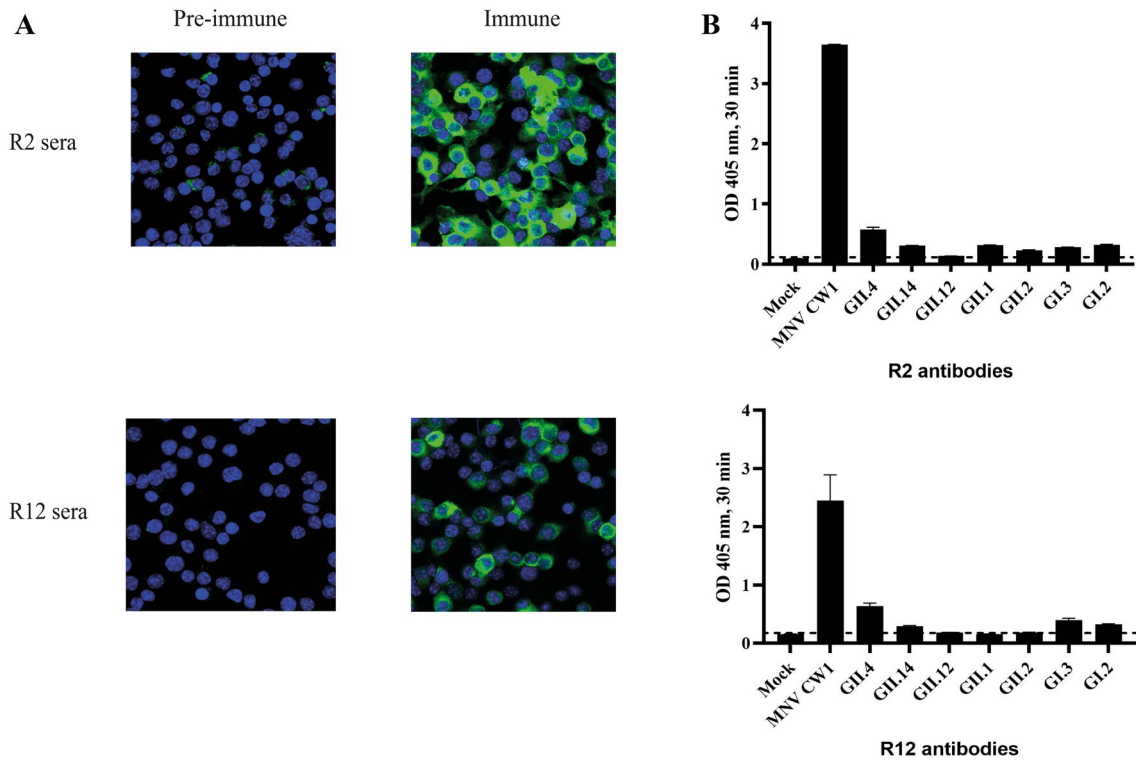 A
Pre-immune
Immune
R2 sera
R12 sera
B
OD 405 nm, 30 min
4
3
2
1
0
Mock
MNV CW1
GII.4
GII.14
GII.12
GII.1
GII.2
GI.3
GI.2
R2 antibodies
OD 405 nm, 30 min
4
3
2
1
0
Mock
MNV CW1
GII.4
GII.14
GII.12
GII.1
GII.2
GI.3
GI.2
R12 antibodies